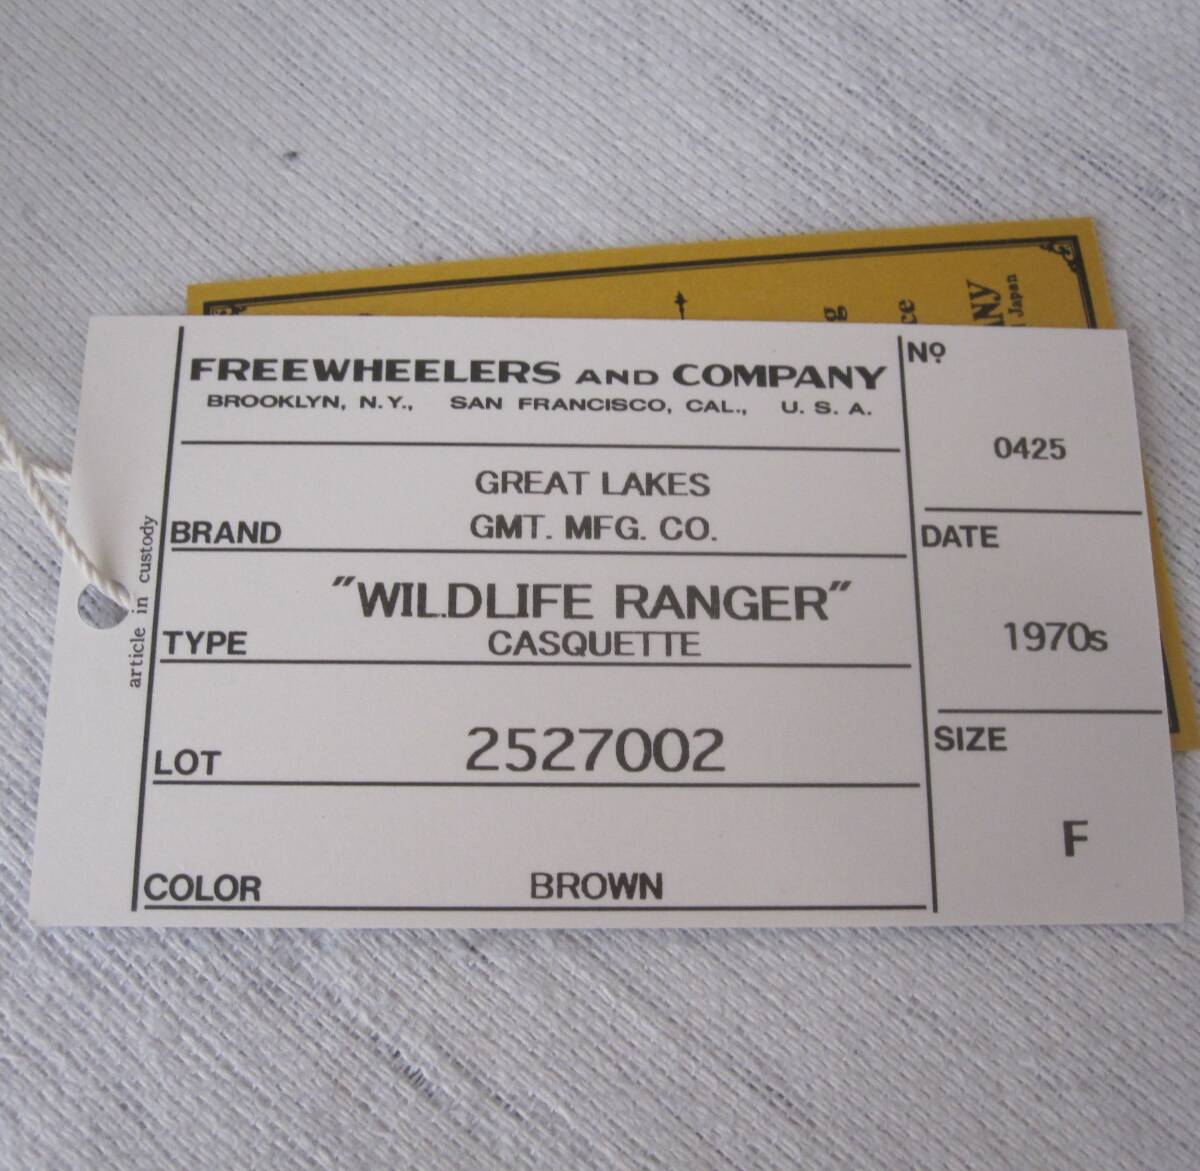 FREEWHEELERS AND COMPANY
BROOKLYN, N.Y., SAN FRANCISCO, CAL., U. S. A.
GREAT LAKES
BRAND GMT. MFG. CO.
"WILDLIFE RANGER"
TYPE CASQUETTE
LOT 2527002
COLOR BROWN
Nº
0425
DATE
1970s
SIZE
F
article in custody
Japan